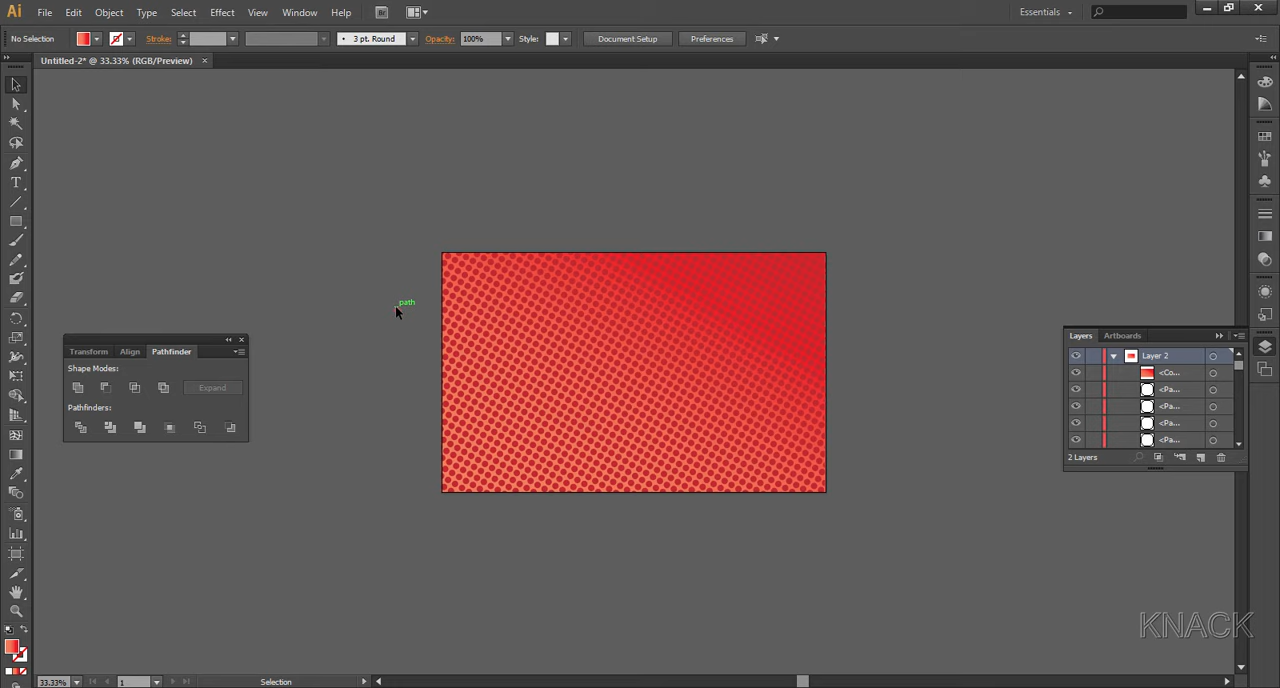 Ai File Edit Object Type Select Effect View Window Help Br Essentials
No Selection Stroke: 3 pt. Round Opacity: 100% Style: Document Setup Preferences
Untitled-2* @ 33.33% (RGB/Preview)
path
Transform Align Pathfinder
Shape Modes:
Expand
Pathfinders:
Layers Artboards
Layer 2
<Co...
<Pa...
<Pa...
<Pa...
<Pa...
2 Layers
KNACK
33.33% 1 Selection